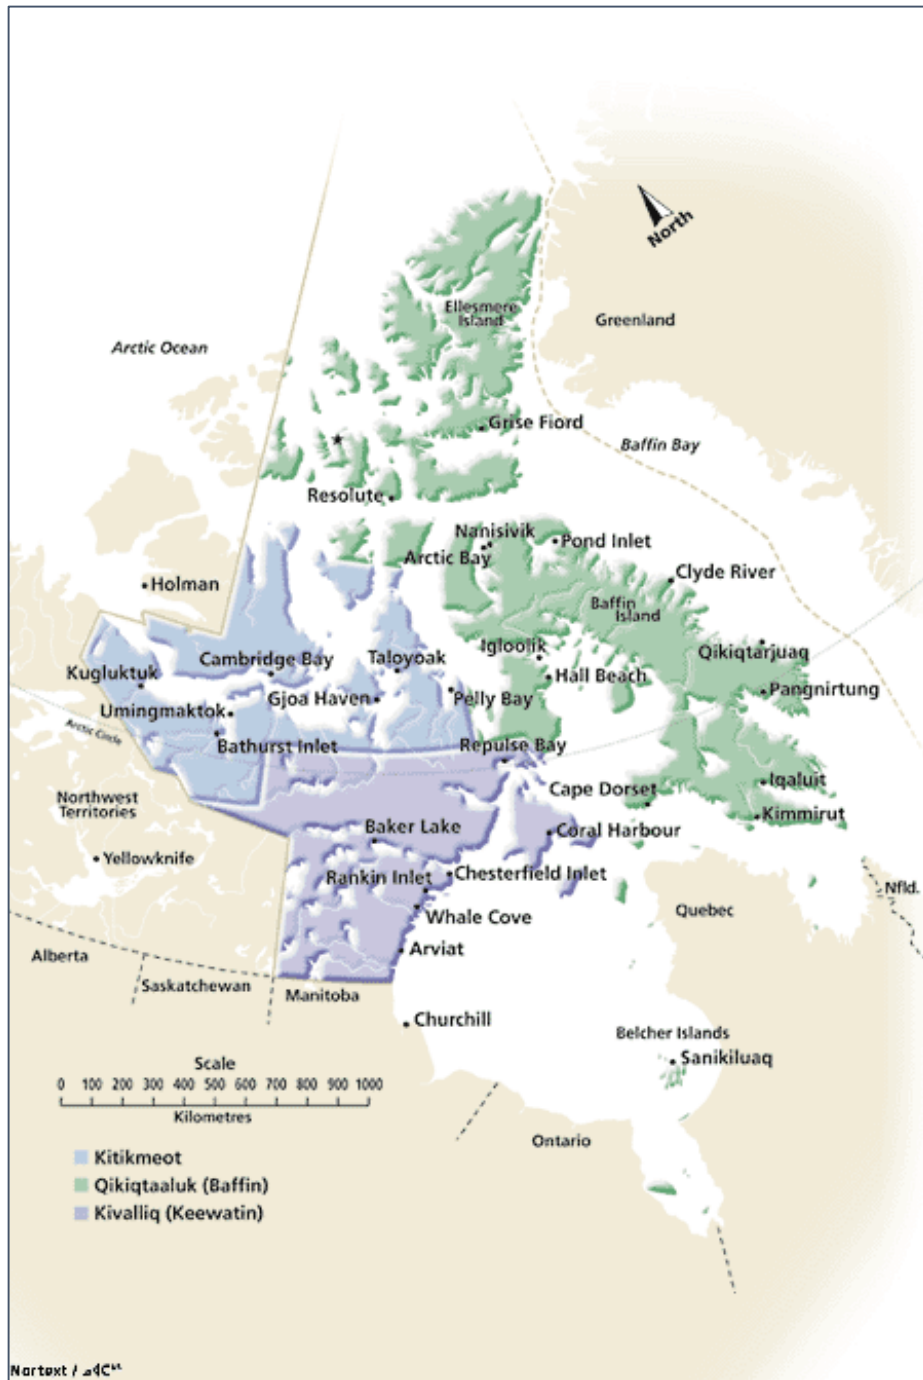 North
Ellesmere
Island
Greenland
Arctic Ocean
Grise Fiord
Baffin Bay
Resolute
Nanisivik
Pond Inlet
Arctic Bay
Clyde River
Holman
Baffin
Island
Igloolik
Qikiqtarjuaq
Cambridge Bay
Taloyoak
Kugluktuk
Hall Beach
Pangnirtung
Gjoa Haven
Pelly Bay
Umingmaktok
Arctic Circle
Bathurst Inlet
Repulse Bay
Iqaluit
Cape Dorset
Northwest
Territories
Kimmirut
Baker Lake
Coral Harbour
Yellowknife
Rankin Inlet
Chesterfield Inlet
Nfld.
Whale Cove
Quebec
Arviat
Alberta
Saskatchewan
Manitoba
Churchill
Belcher Islands
Sanikiluaq
Scale
0 100 200 300 400 500 600 700 800 900 1000
Kilometres
Ontario
Kitikmeot
Qikiqtaaluk (Baffin)
Kivalliq (Keewatin)
Nortext /